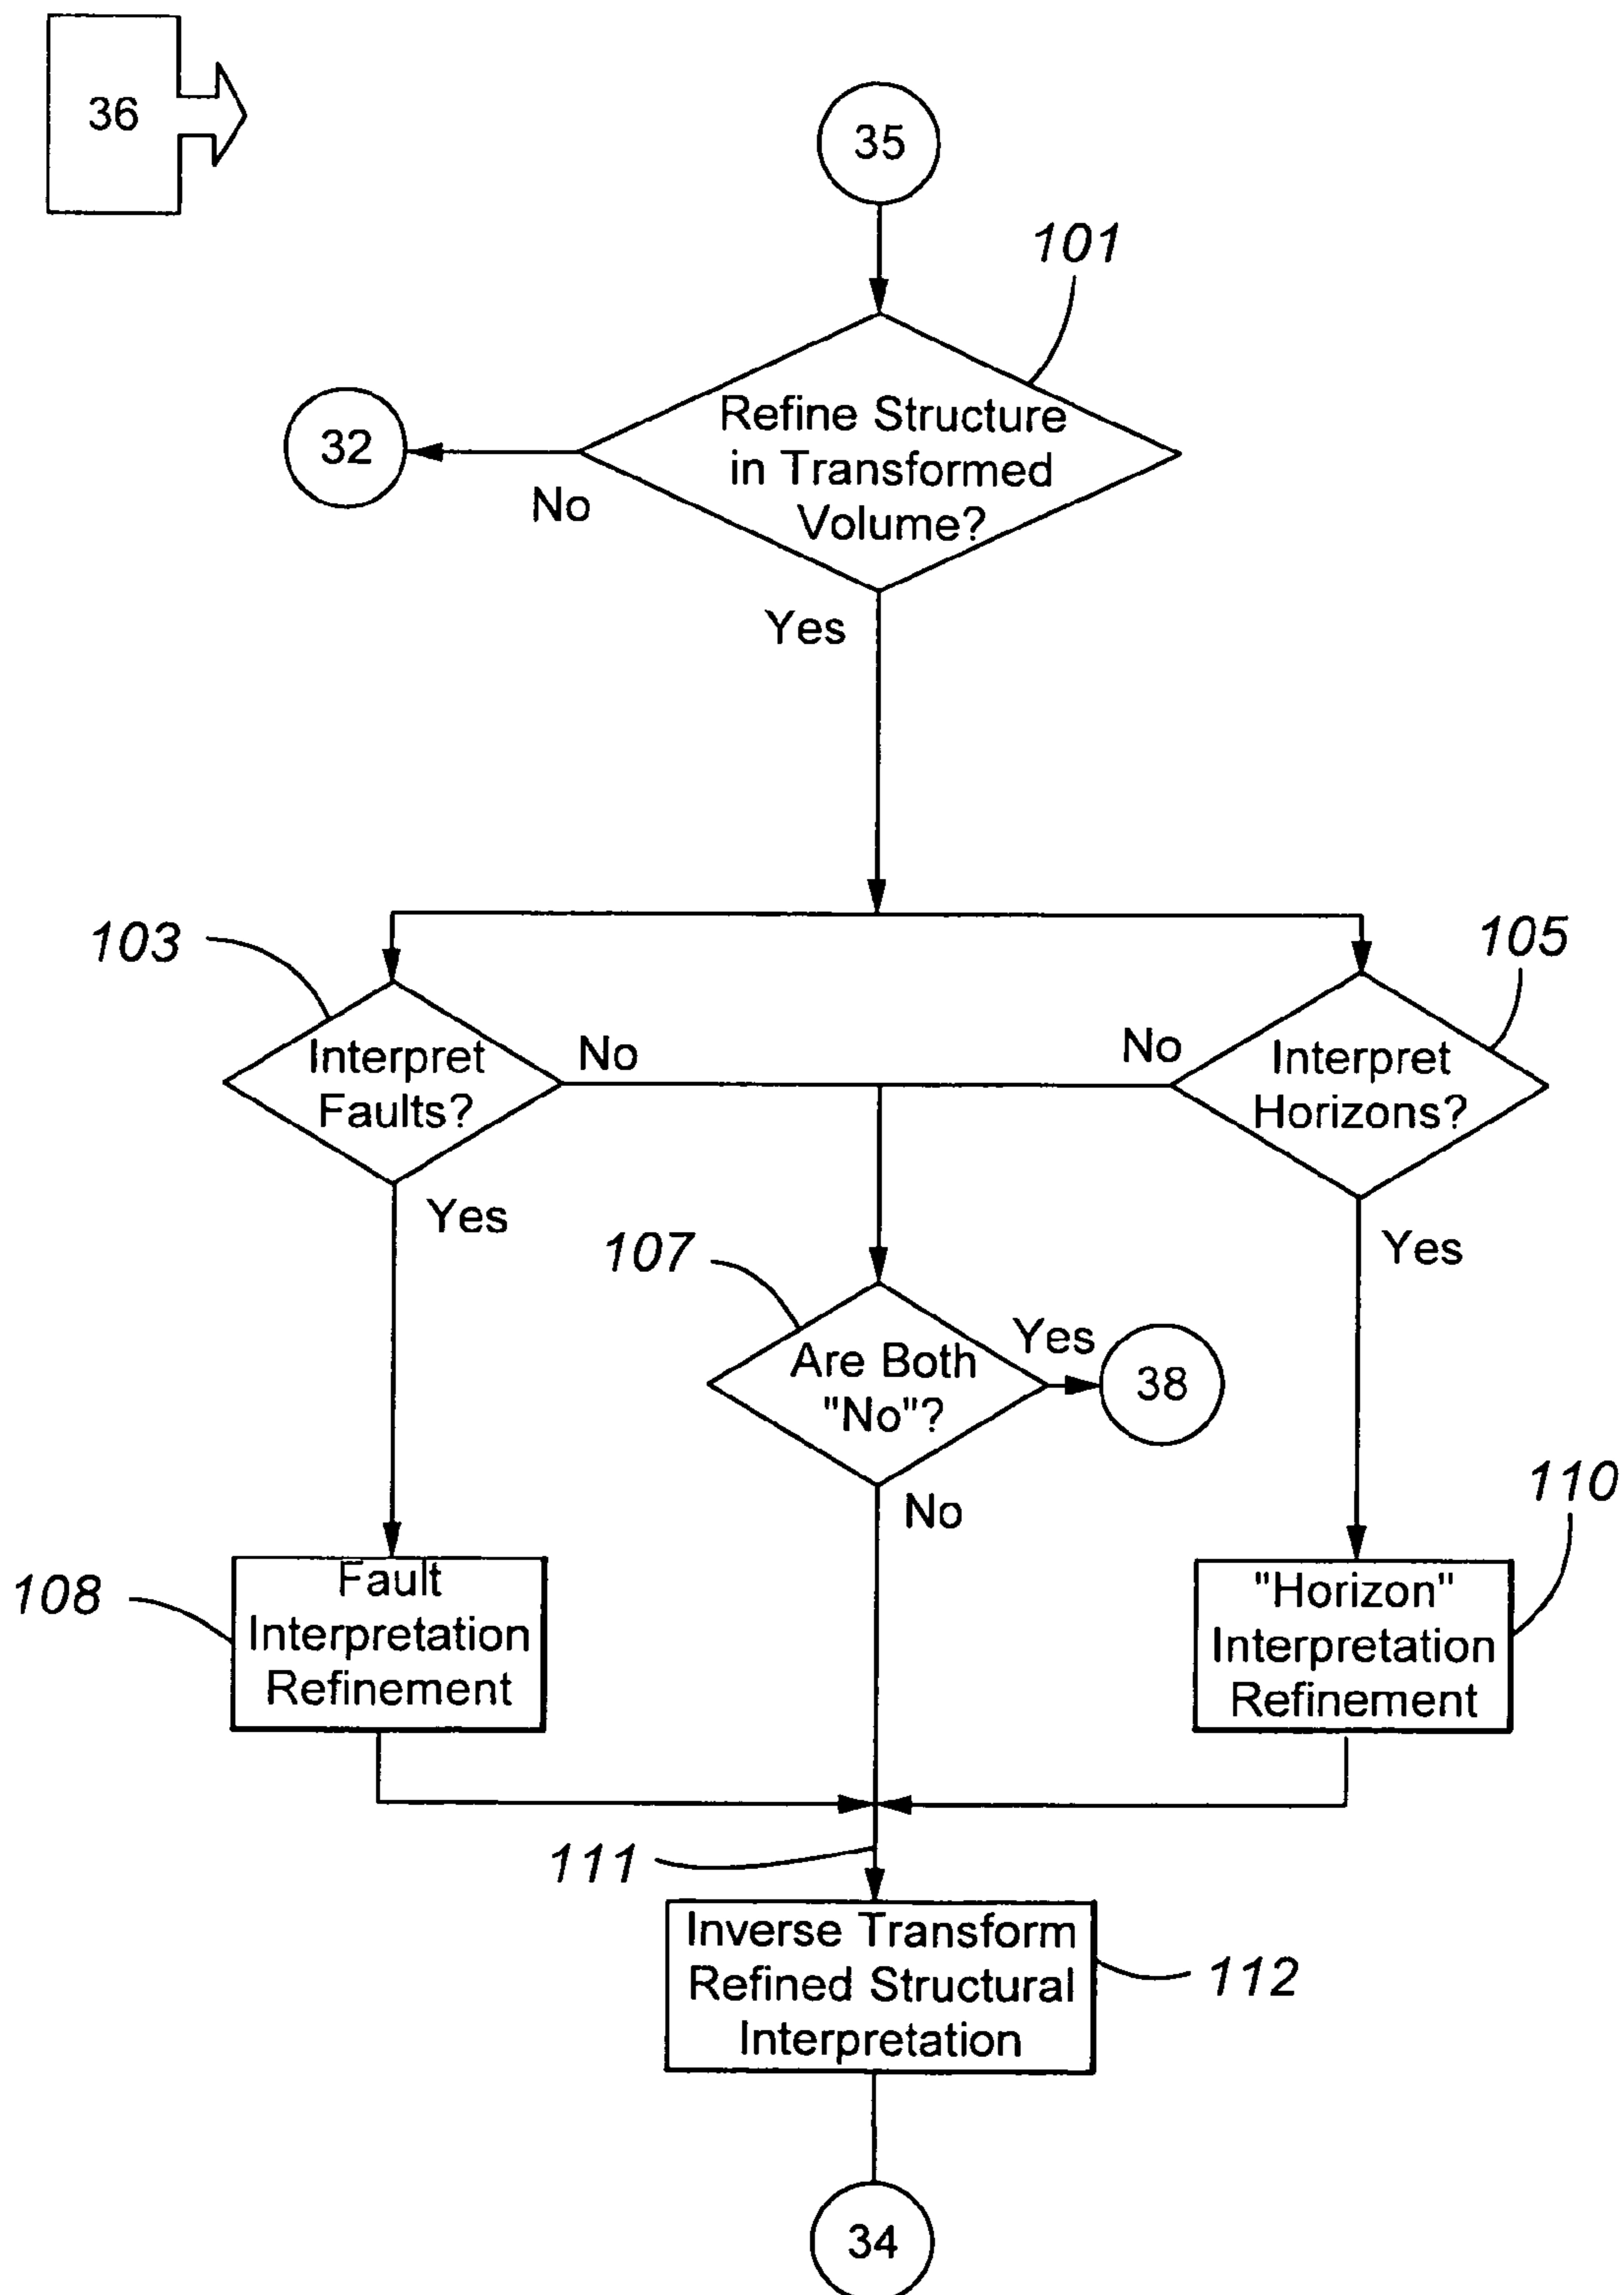 36
35
101
Refine Structure
in Transformed
Volume?
32
No
Yes
103
105
Interpret
Faults?
No
No
Interpret
Horizons?
Yes
Yes
107
Are Both
"No"?
Yes
38
No
108
Fault
Interpretation
Refinement
110
"Horizon"
Interpretation
Refinement
111
Inverse Transform
Refined Structural
Interpretation
112
34